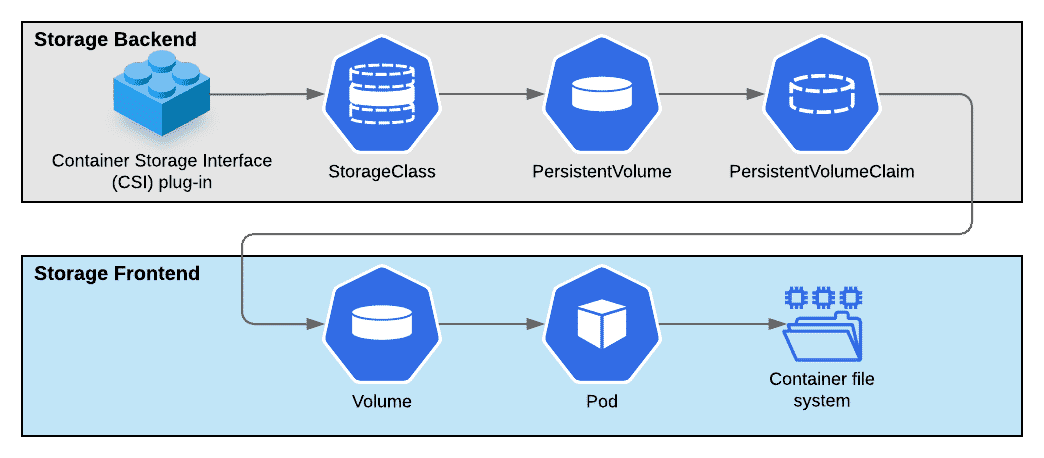 Storage Backend
Container Storage Interface
(CSI) plug-in
StorageClass
PersistentVolume
PersistentVolumeClaim
Storage Frontend
Volume
Pod
Container file
system